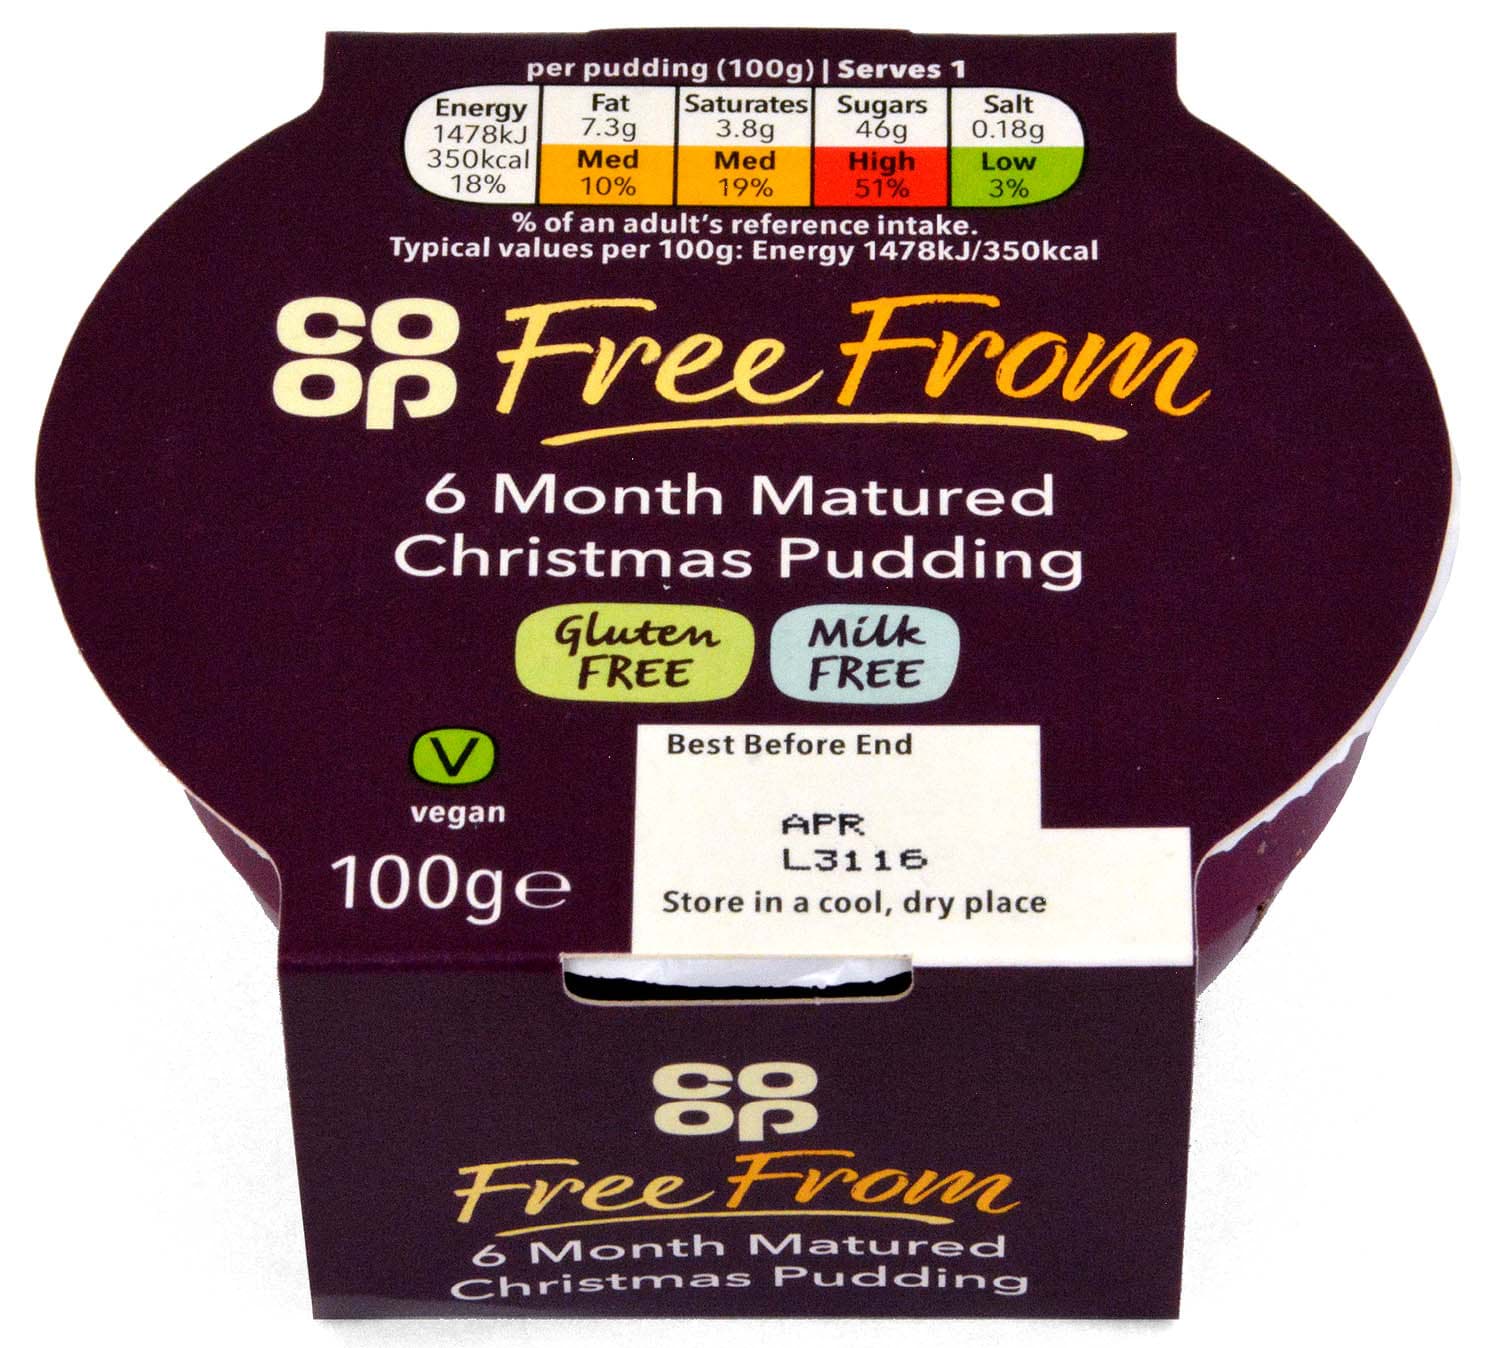 per pudding (100g) | Serves 1
Energy Fat Saturates Sugars Salt
1478kJ 7.3g 3.8g 46g 0.18g
350kcal Med Med High Low
18% 10% 19% 51% 3%
% of an adult's reference intake.
Typical values per 100g: Energy 1478kJ/350kcal
CO
OP
Free From
6 Month Matured
Christmas Pudding
Gluten
FREE
Milk
FREE
V
vegan
100g℮
Best Before End
APR
L3116
Store in a cool, dry place
CO
OP
Free From
6 Month Matured
Christmas Pudding